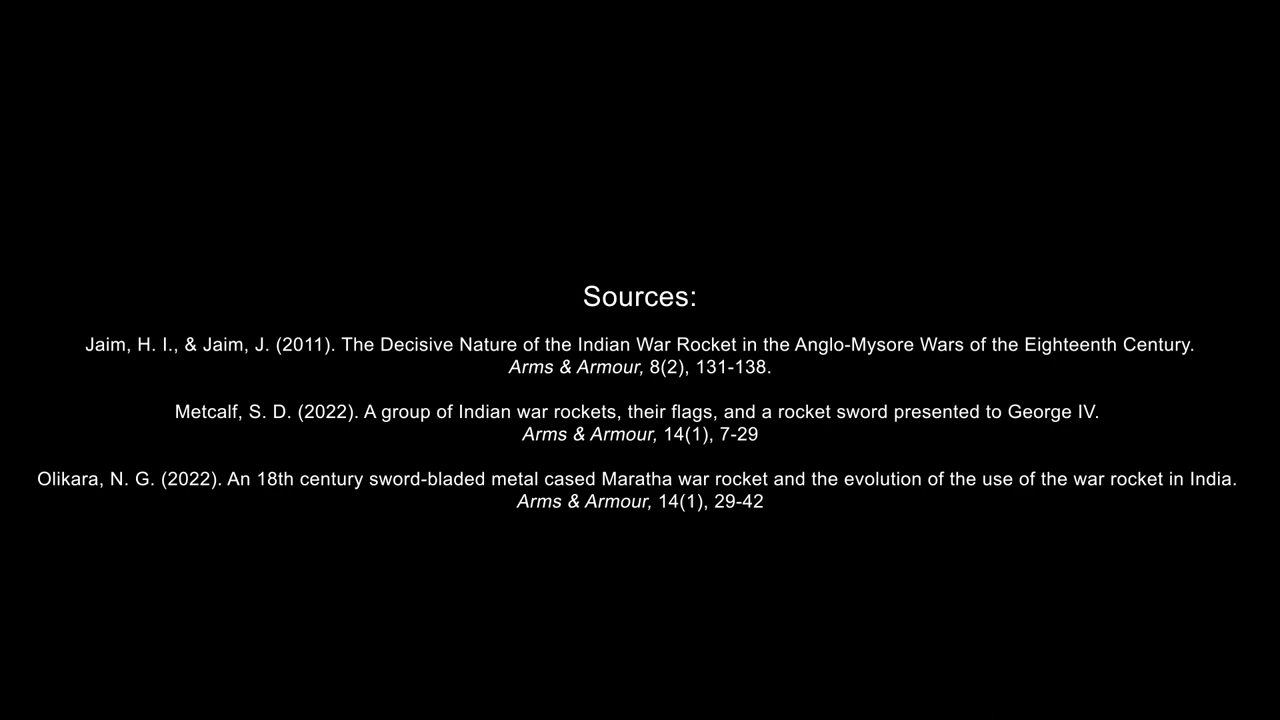 Sources:
Jaim, H. I., & Jaim, J. (2011). The Decisive Nature of the Indian War Rocket in the Anglo-Mysore Wars of the Eighteenth Century.
Arms & Armour, 8(2), 131-138.
Metcalf, S. D. (2022). A group of Indian war rockets, their flags, and a rocket sword presented to George IV.
Arms & Armour, 14(1), 7-29
Olikara, N. G. (2022). An 18th century sword-bladed metal cased Maratha war rocket and the evolution of the use of the war rocket in India.
Arms & Armour, 14(1), 29-42